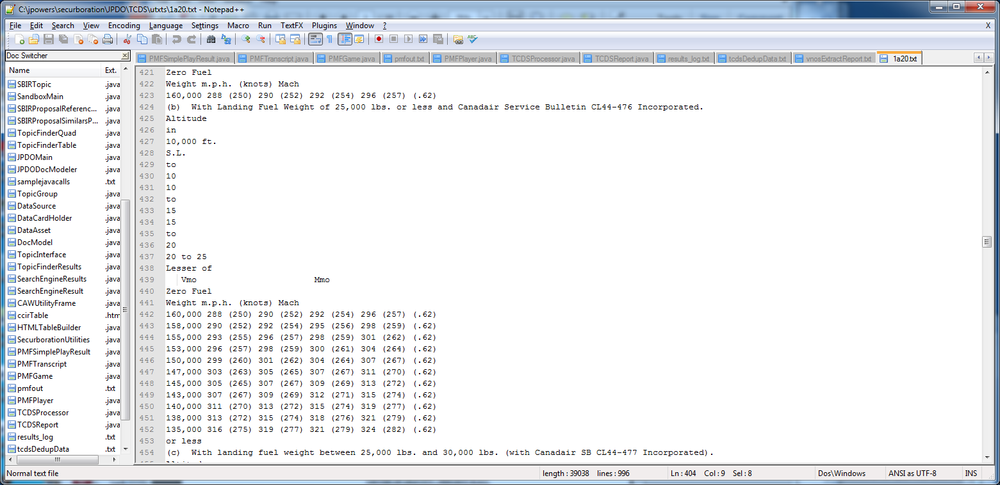 C:\jpowers\securboration\JPDO\TCDS\utxts\1a20.txt - Notepad++
File Edit Search View Encoding Language Settings Macro Run TextFX Plugins Window ? X
Doc Switcher
PMFSimplePlayResult.java PMFTranscript.java PMFGame.java pmfout.txt PMFPlayer.java TCDSProcessor.java TCDSReport.java results_log.txt tcdsDedupData.txt vnosExtractReport.txt 1a20.txt
Name Ext.
SBIRTopic .java
SandboxMain .java
SBIRProposalReferenc... .java
SBIRProposalSimilarsP... .java
TopicFinderQuad .java
TopicFinderTable .java
JPDOMain .java
JPDODocModeler .java
samplejavacalls .txt
TopicGroup .java
DataSource .java
DataCardHolder .java
DataAsset .java
DocModel .java
TopicInterface .java
TopicFinderResults .java
SearchEngineResults .java
SearchEngineResult .java
CAWUtilityFrame .java
ccirTable .htm
HTMLTableBuilder .java
SecurborationUtilities .java
PMFSimplePlayResult .java
PMFTranscript .java
PMFGame .java
pmfout .txt
PMFPlayer .java
TCDSProcessor .java
TCDSReport .java
results_log .txt
tcdsDedupData .txt
421 Zero Fuel
422 Weight m.p.h. (knots) Mach
423 160,000 288 (250) 290 (252) 292 (254) 296 (257) (.62)
424 (b)  With Landing Fuel Weight of 25,000 lbs. or less and Canadair Service Bulletin CL44-476 Incorporated.
425 Altitude
426 in
427 10,000 ft.
428 S.L.
429 to
430 10
431 10
432 to
433 15
434 15
435 to
436 20
437 20 to 25
438 Lesser of
439 Vmo Mmo
440 Zero Fuel
441 Weight m.p.h. (knots) Mach
442 160,000 288 (250) 290 (252) 292 (254) 296 (257) (.62)
443 158,000 290 (252) 292 (254) 295 (256) 298 (259) (.62)
444 155,000 293 (255) 296 (257) 298 (259) 301 (262) (.62)
445 153,000 296 (257) 298 (259) 300 (261) 304 (264) (.62)
446 150,000 299 (260) 301 (262) 304 (264) 307 (267) (.62)
447 147,000 303 (263) 305 (265) 307 (267) 311 (270) (.62)
448 145,000 305 (265) 307 (267) 309 (269) 313 (272) (.62)
449 143,000 307 (267) 309 (269) 312 (271) 315 (274) (.62)
450 140,000 311 (270) 313 (272) 315 (274) 319 (277) (.62)
451 138,000 313 (272) 315 (274) 318 (276) 321 (279) (.62)
452 135,000 316 (275) 319 (277) 321 (279) 324 (282) (.62)
453 or less
454 (c)  With landing fuel weight between 25,000 lbs. and 30,000 lbs. (with Canadair SB CL44-477 Incorporated).
Normal text file length : 39038 lines : 996 Ln : 404 Col : 9 Sel : 8 Dos\Windows ANSI as UTF-8 INS